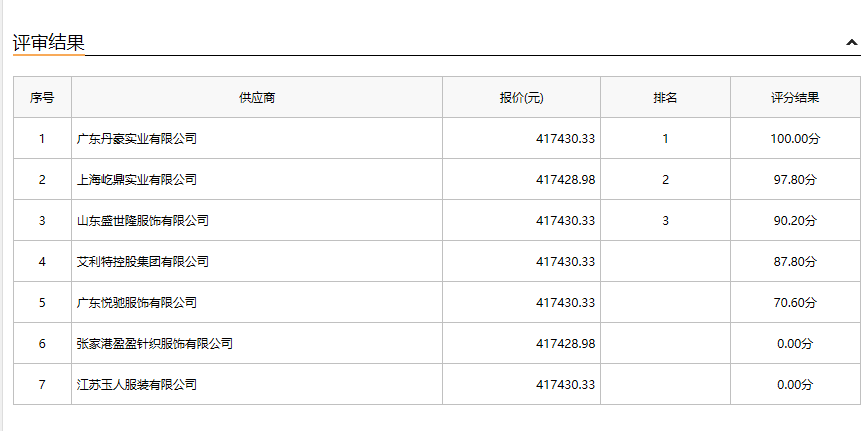 评审结果
序号 供应商 报价(元) 排名 评分结果
1 广东丹豪实业有限公司 417430.33 1 100.00分
2 上海屹鼎实业有限公司 417428.98 2 97.80分
3 山东盛世隆服饰有限公司 417430.33 3 90.20分
4 艾利特控股集团有限公司 417430.33 87.80分
5 广东悦驰服饰有限公司 417430.33 70.60分
6 张家港盈盈针织服饰有限公司 417428.98 0.00分
7 江苏玉人服装有限公司 417430.33 0.00分